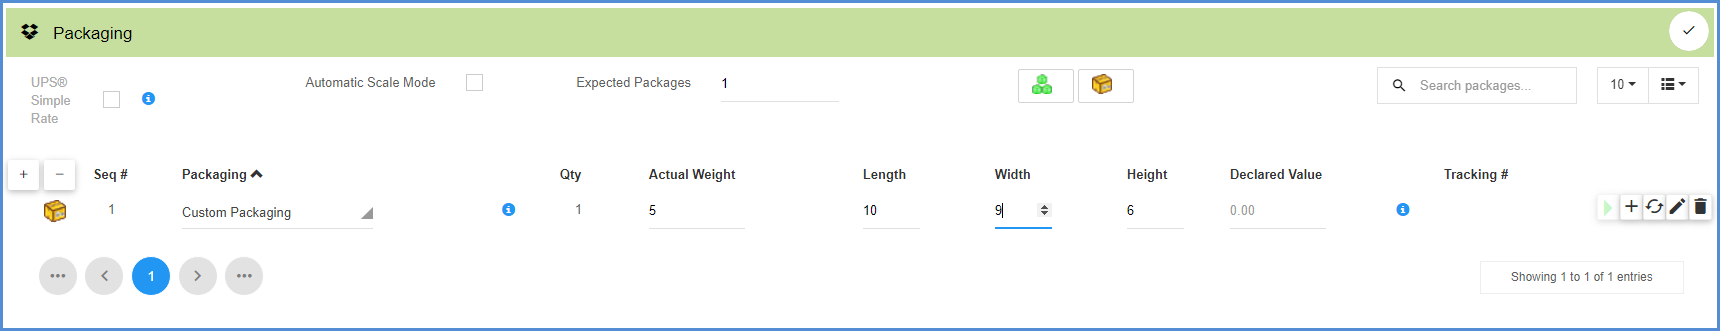 Packaging
UPS®
Simple
Rate
Automatic Scale Mode
Expected Packages
1
Search packages...
10
+ − Seq # Packaging Qty Actual Weight Length Width Height Declared Value Tracking #
1 Custom Packaging 1 5 10 9 6 0.00
1
Showing 1 to 1 of 1 entries